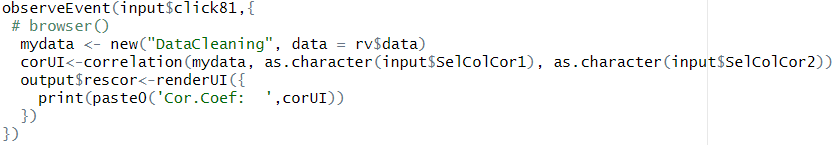 observeEvent(input$click81,{
 # browser()
  mydata <- new("DataCleaning", data = rv$data)
  corUI<-correlation(mydata, as.character(input$SelColCor1), as.character(input$SelColCor2))
  output$rescor<-renderUI({
    print(paste0('Cor.Coef:  ',corUI))
  })
})